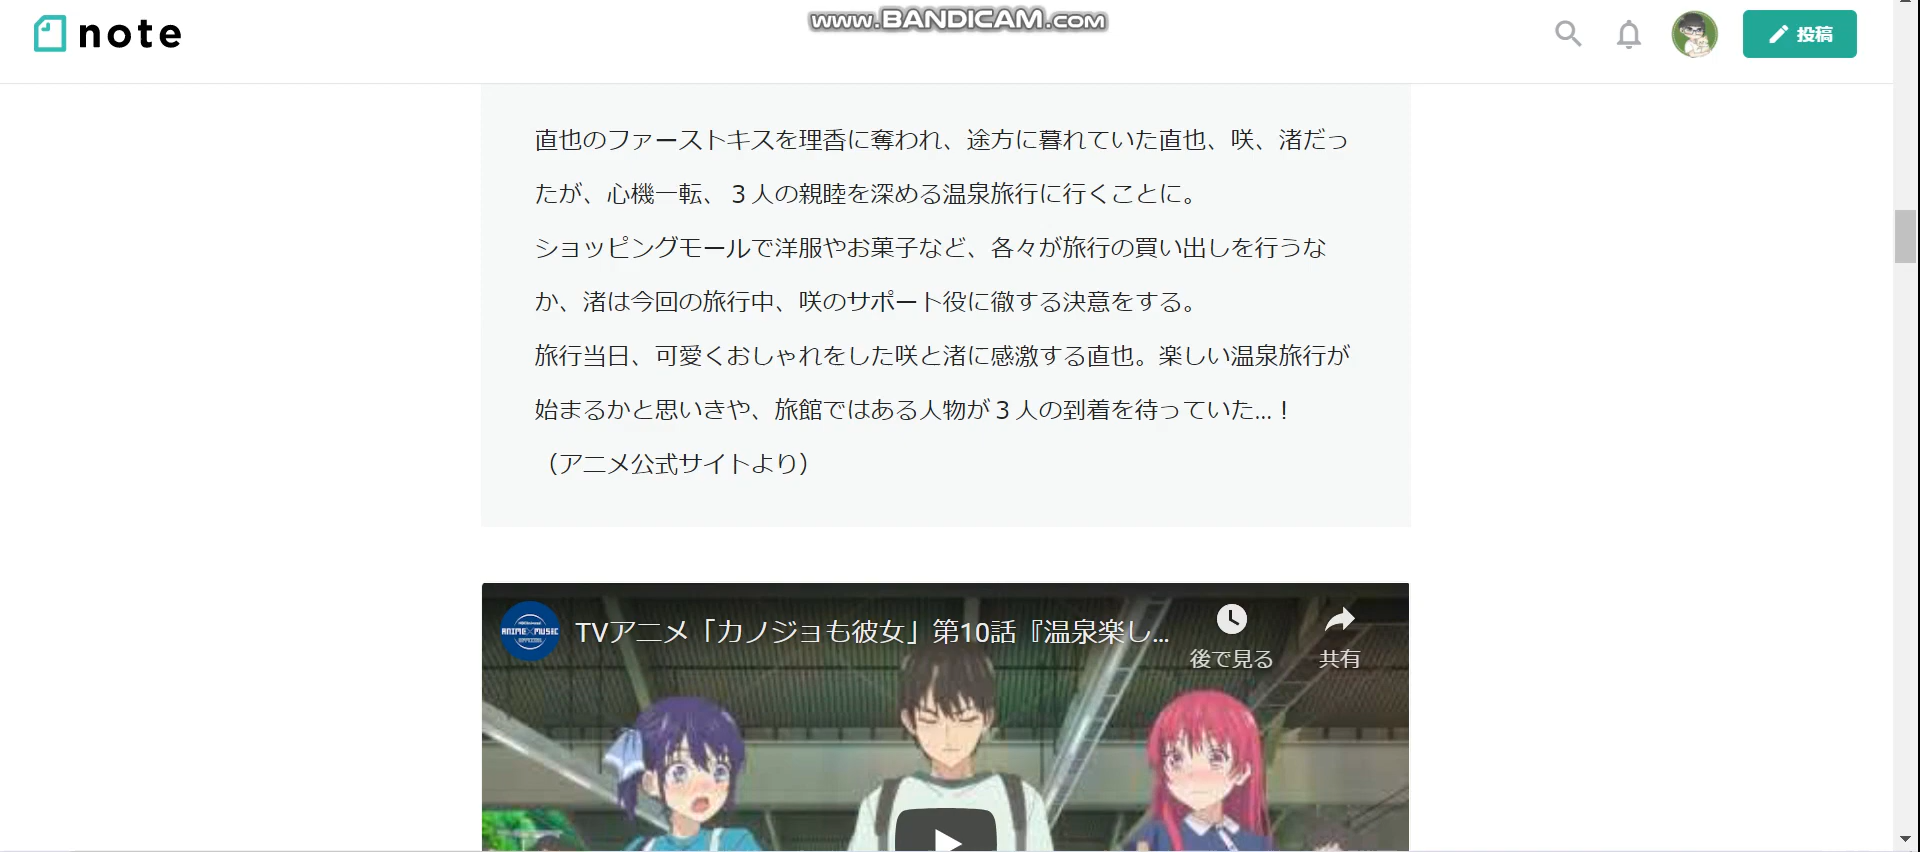 note
www.BANDICAM.com
投稿
直也のファーストキスを理香に奪われ、途方に暮れていた直也、咲、渚だっ
たが、心機一転、３人の親睦を深める温泉旅行に行くことに。
ショッピングモールで洋服やお菓子など、各々が旅行の買い出しを行うな
か、渚は今回の旅行中、咲のサポート役に徹する決意をする。
旅行当日、可愛くおしゃれをした咲と渚に感激する直也。楽しい温泉旅行が
始まるかと思いきや、旅館ではある人物が３人の到着を待っていた...！
（アニメ公式サイトより）
TVアニメ「カノジョも彼女」第10話『温泉楽し...
ANIME MUSIC
後で見る
共有